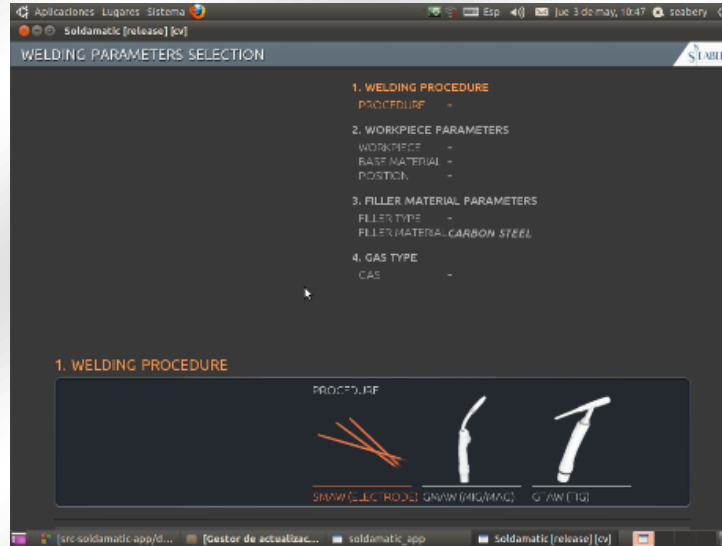 Aplicaciones Lugares Sistema Esp jue 3 de may, 10:47 seabery
Soldamatic [release] [cv]
WELDING PARAMETERS SELECTION
1. WELDING PROCEDURE
PROCEDURE -
2. WORKPIECE PARAMETERS
WORKPIECE -
BASE MATERIAL -
POSITION -
3. FILLER MATERIAL PARAMETERS
FILLER TYPE -
FILLER MATERIAL CARBON STEEL
4. GAS TYPE
GAS -
1. WELDING PROCEDURE
PROCEDURE
SMAW (ELECTRODE) GMAW (MIG/MAG) GTAW (TIG)
[src-soldamatic-app/d... [Gestor de actualizac... soldamatic_app Soldamatic [release] [cv]